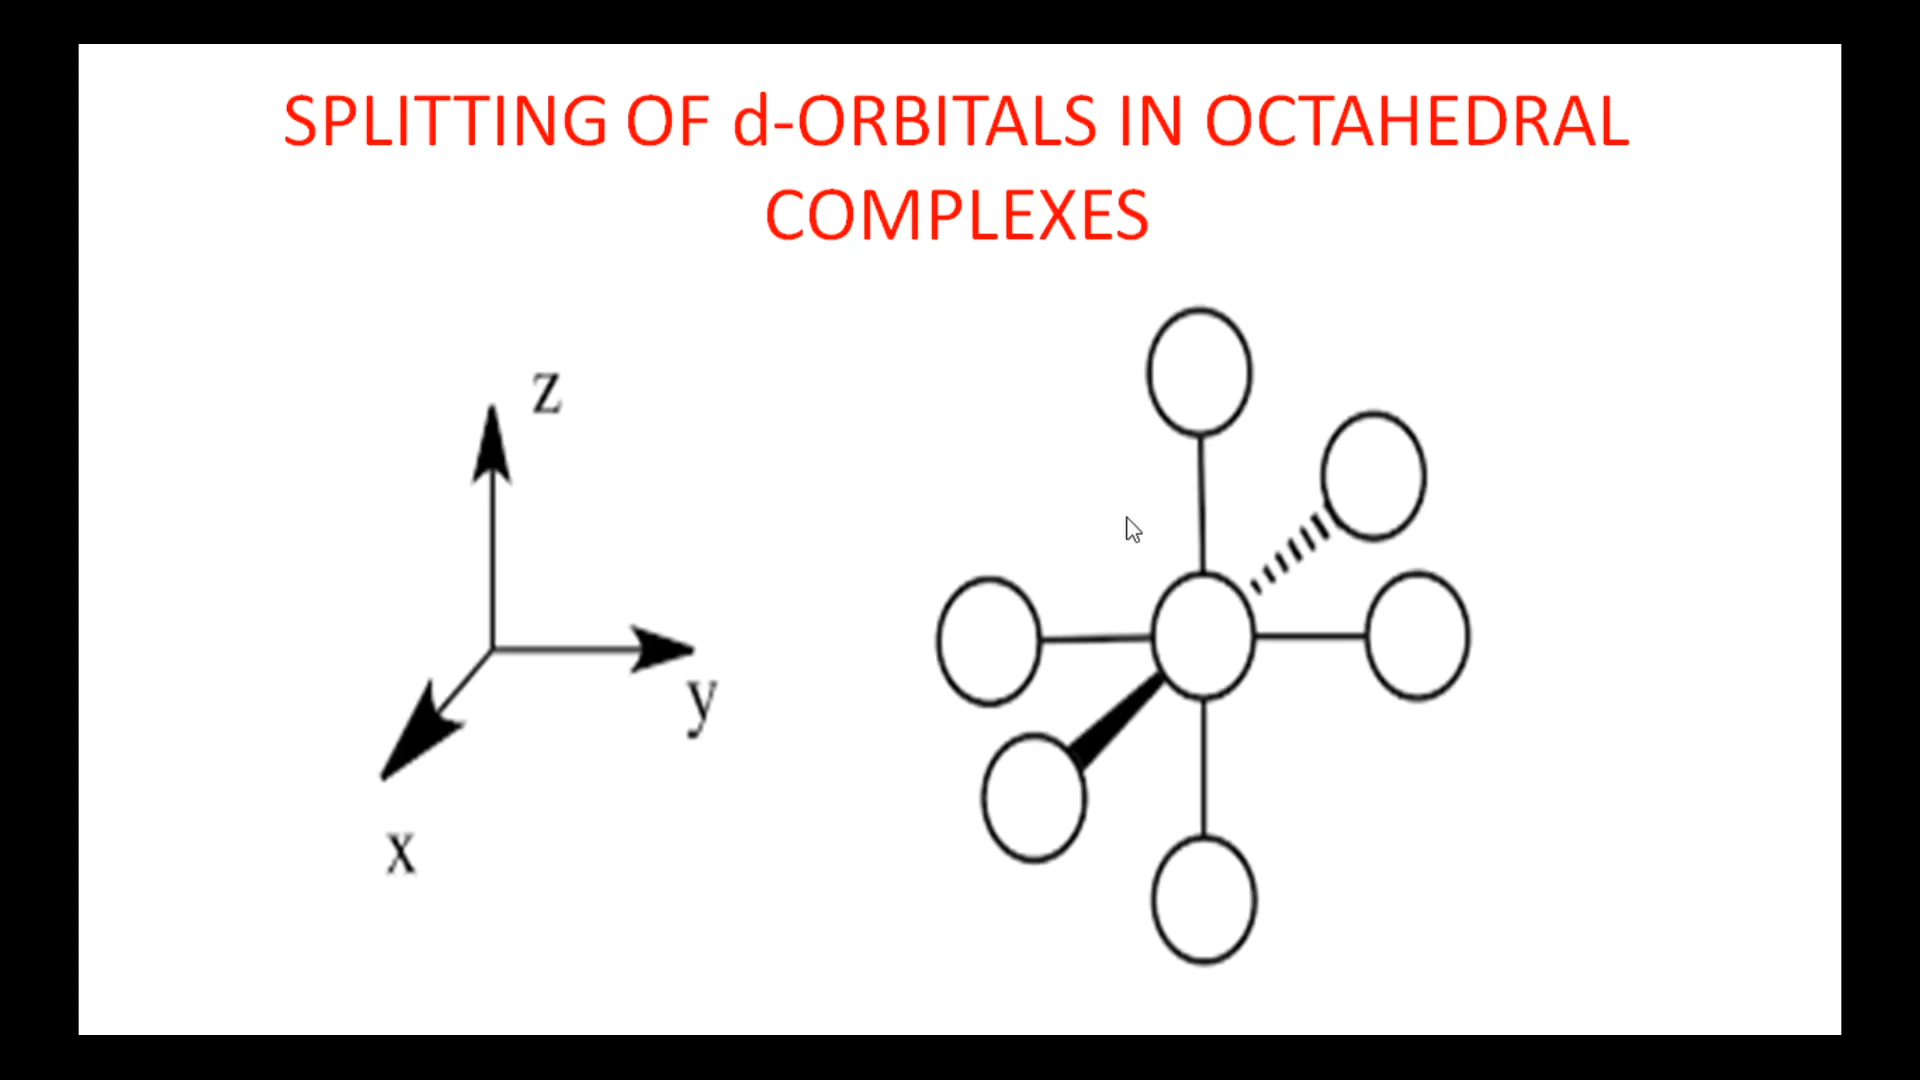 SPLITTING OF d-ORBITALS IN OCTAHEDRAL
COMPLEXES
z
y
x